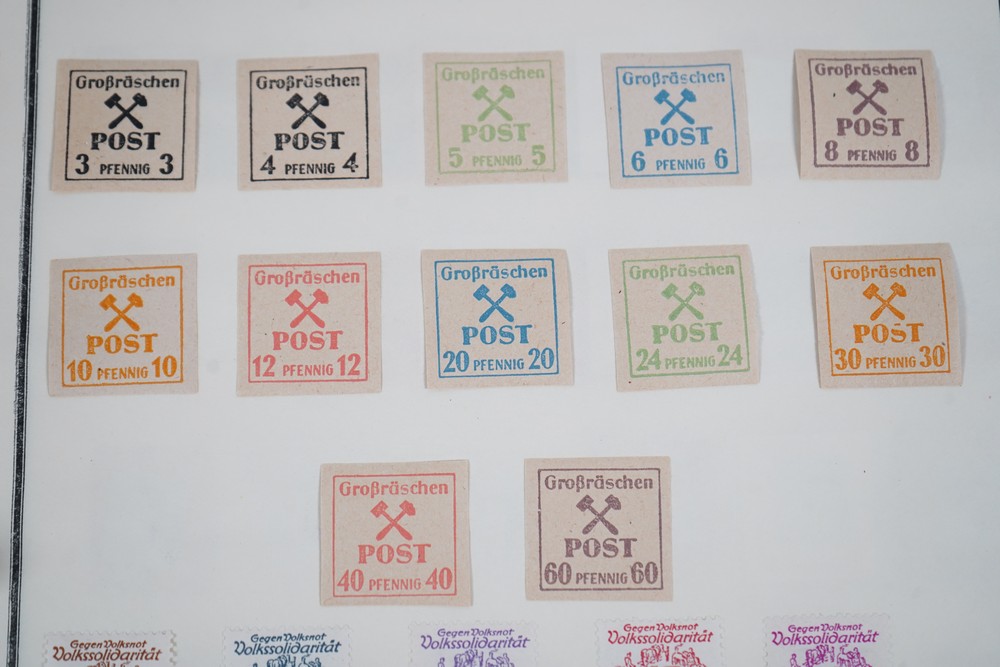 Großräschen
POST
3 PFENNIG 3
Großräschen
POST
4 PFENNIG 4
Großräschen
POST
5 PFENNIG 5
Großräschen
POST
6 PFENNIG 6
Großräschen
POST
8 PFENNIG 8
Großräschen
POST
10 PFENNIG 10
Großräschen
POST
12 PFENNIG 12
Großräschen
POST
20 PFENNIG 20
Großräschen
POST
24 PFENNIG 24
Großräschen
POST
30 PFENNIG 30
Großräschen
POST
40 PFENNIG 40
Großräschen
POST
60 PFENNIG 60
Gegen Volksnot
Volkssolidarität
Gegen Volksnot
Volkssolidarität
Gegen Volksnot
Volkssolidarität
Gegen Volksnot
Volkssolidarität
Gegen Volksnot
Volkssolidarität